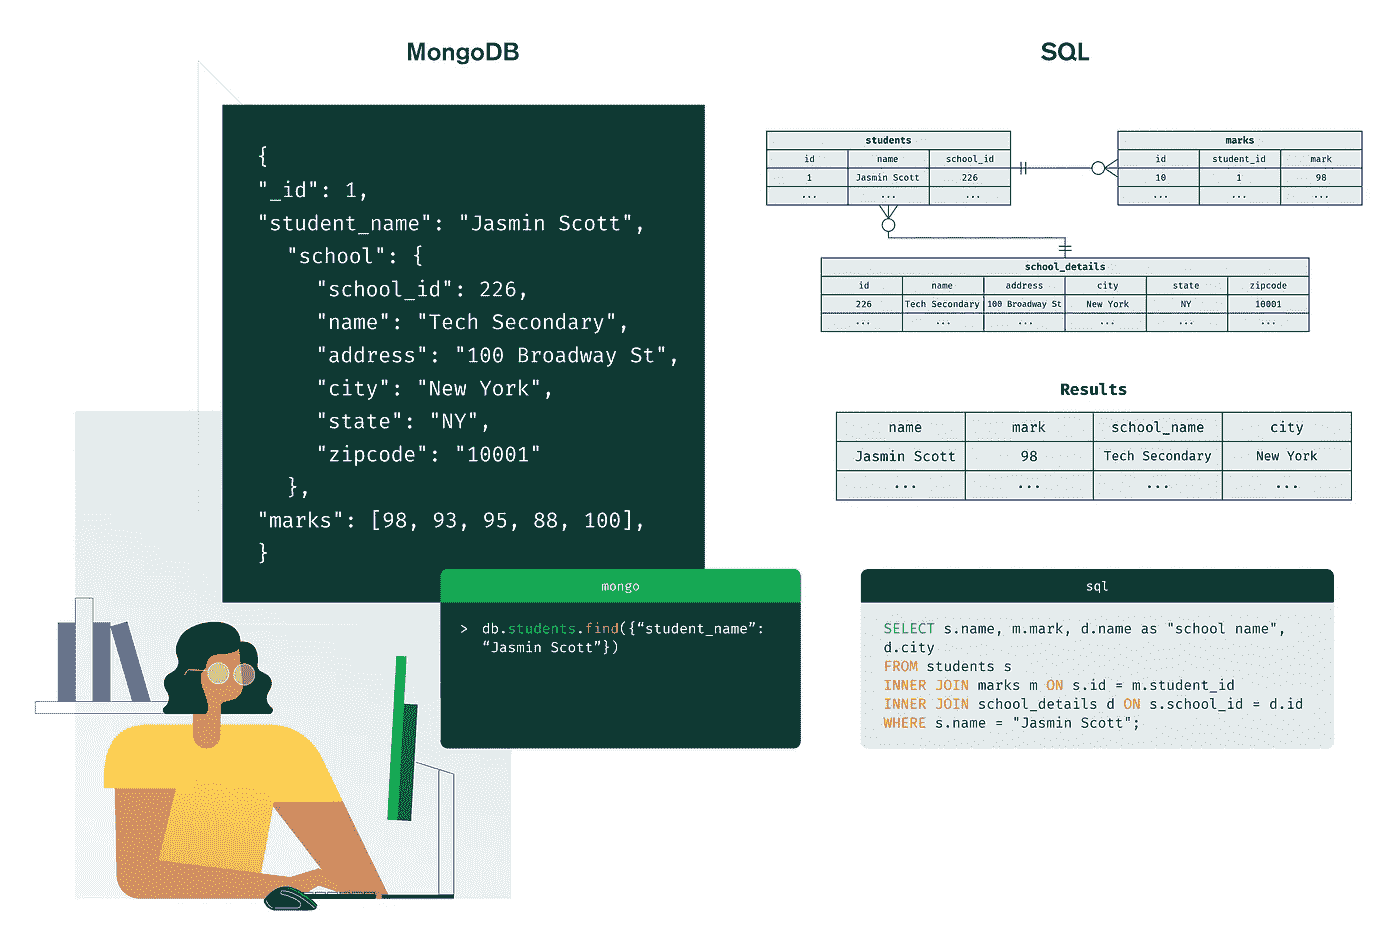 MongoDB
{
"_id": 1,
"student_name": "Jasmin Scott",
"school": {
"school_id": 226,
"name": "Tech Secondary",
"address": "100 Broadway St",
"city": "New York",
"state": "NY",
"zipcode": "10001"
},
"marks": [98, 93, 95, 88, 100],
}
mongo
> db.students.find({“student_name”:
“Jasmin Scott”})
SQL
students
id name school_id
1 Jasmin Scott 226
... ... ...
marks
id student_id mark
10 1 98
... ... ...
school_details
id name address city state zipcode
226 Tech Secondary 100 Broadway St New York NY 10001
... ... ... ... ... ...
Results
name mark school_name city
Jasmin Scott 98 Tech Secondary New York
... ... ... ...
sql
SELECT s.name, m.mark, d.name as "school name",
d.city
FROM students s
INNER JOIN marks m ON s.id = m.student_id
INNER JOIN school_details d ON s.school_id = d.id
WHERE s.name = "Jasmin Scott";